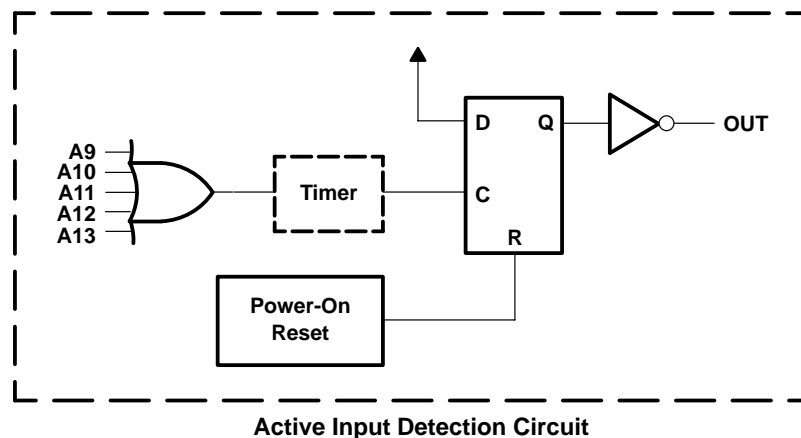 A9
A10
A11
A12
A13
Timer
D
Q
C
R
OUT
Power-On
Reset
Active Input Detection Circuit